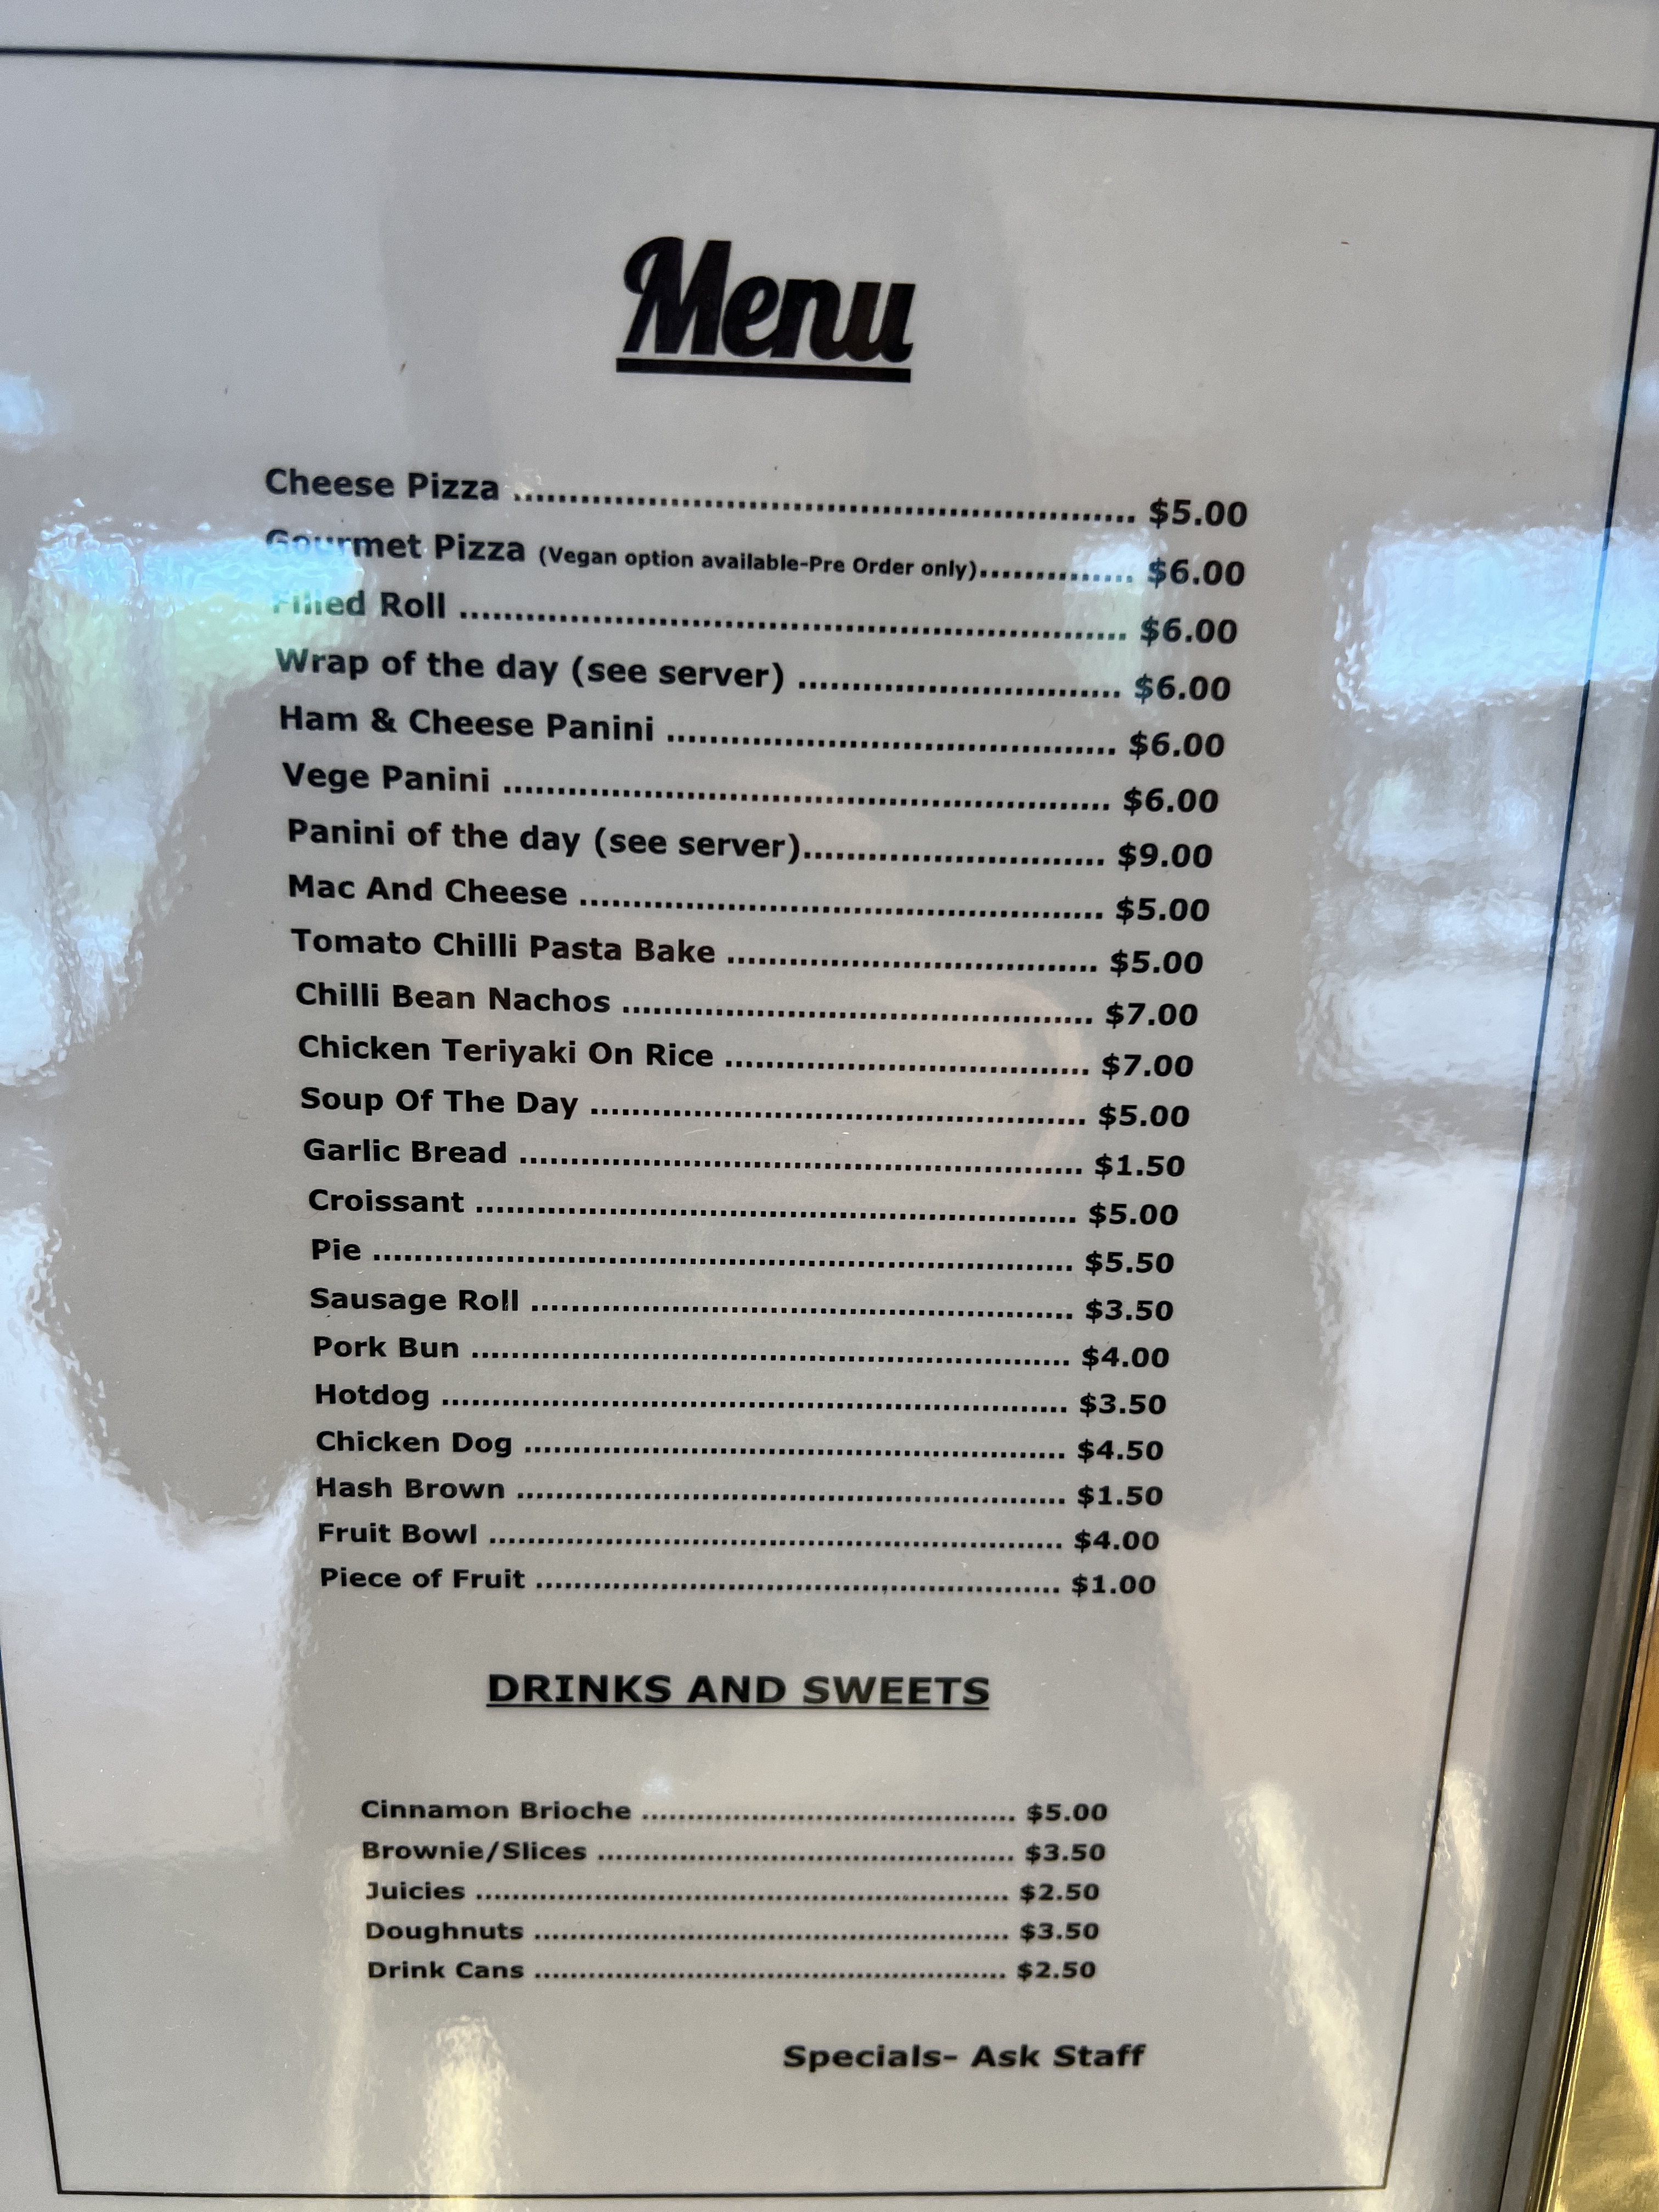 Menu
Cheese Pizza ........................................................ $5.00
Gourmet Pizza (Vegan option available-Pre Order only).............. $6.00
Filled Roll ............................................................ $6.00
Wrap of the day (see server) ............................. $6.00
Ham & Cheese Panini ......................................... $6.00
Vege Panini ........................................................ $6.00
Panini of the day (see server)............................ $9.00
Mac And Cheese ................................................. $5.00
Tomato Chilli Pasta Bake ................................... $5.00
Chilli Bean Nachos ............................................. $7.00
Chicken Teriyaki On Rice ................................... $7.00
Soup Of The Day ................................................ $5.00
Garlic Bread ....................................................... $1.50
Croissant ........................................................... $5.00
Pie ..................................................................... $5.50
Sausage Roll ...................................................... $3.50
Pork Bun ............................................................ $4.00
Hotdog ............................................................... $3.50
Chicken Dog ....................................................... $4.50
Hash Brown ........................................................ $1.50
Fruit Bowl .......................................................... $4.00
Piece of Fruit ...................................................... $1.00
DRINKS AND SWEETS
Cinnamon Brioche ......................................... $5.00
Brownie/Slices .............................................. $3.50
Juicies ........................................................... $2.50
Doughnuts .................................................... $3.50
Drink Cans .................................................... $2.50
Specials- Ask Staff